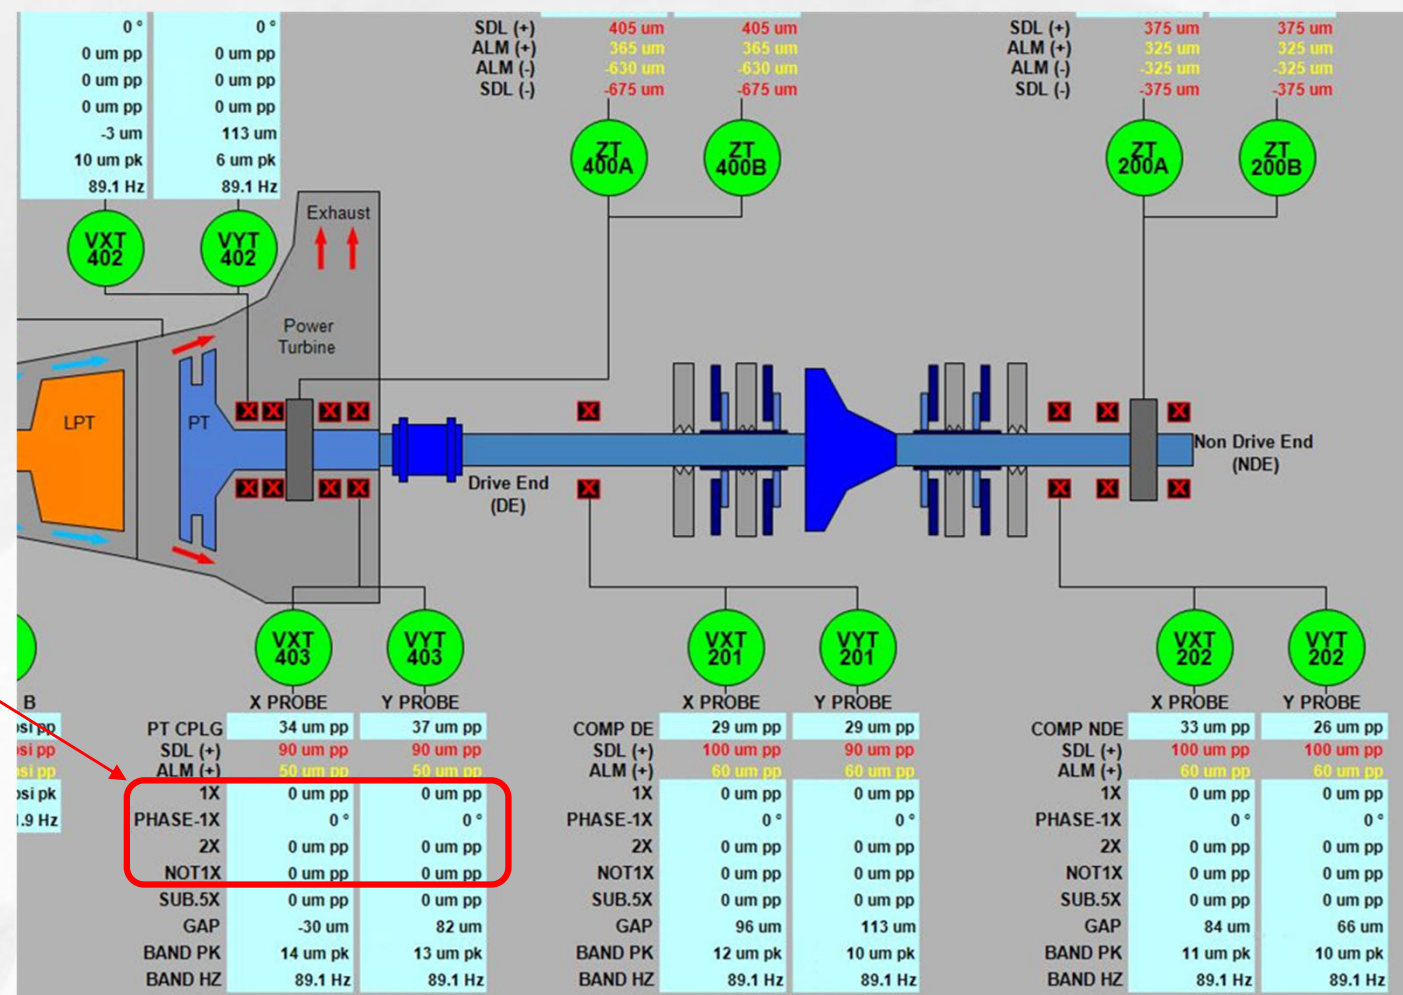 0 ° 0 °
0 um pp 0 um pp
0 um pp 0 um pp
0 um pp 0 um pp
-3 um 113 um
10 um pk 6 um pk
89.1 Hz 89.1 Hz
VXT 402
VYT 402
SDL (+) 405 um 405 um
ALM (+) 365 um 365 um
ALM (-) -630 um -630 um
SDL (-) -675 um -675 um
ZT 400A
ZT 400B
SDL (+) 375 um 375 um
ALM (+) 325 um 325 um
ALM (-) -325 um -325 um
SDL (-) -375 um -375 um
ZT 200A
ZT 200B
Exhaust
Power
Turbine
LPT
PT
X X X X X X X X
X X X X X X X X
Drive End
(DE)
Non Drive End
(NDE)
B
psi pk
VXT 403
VYT 403
X PROBE Y PROBE
PT CPLG 34 um pp 37 um pp
SDL (+) 90 um pp 90 um pp
ALM (+) 50 um pp 50 um pp
1X 0 um pp 0 um pp
PHASE-1X 0 ° 0 °
2X 0 um pp 0 um pp
NOT1X 0 um pp 0 um pp
SUB.5X 0 um pp 0 um pp
GAP -30 um 82 um
BAND PK 14 um pk 13 um pk
BAND HZ 89.1 Hz 89.1 Hz
VXT 201
VYT 201
X PROBE Y PROBE
COMP DE 29 um pp 29 um pp
SDL (+) 100 um pp 90 um pp
ALM (+) 60 um pp 60 um pp
1X 0 um pp 0 um pp
PHASE-1X 0 ° 0 °
2X 0 um pp 0 um pp
NOT1X 0 um pp 0 um pp
SUB.5X 0 um pp 0 um pp
GAP 96 um 113 um
BAND PK 12 um pk 10 um pk
BAND HZ 89.1 Hz 89.1 Hz
VXT 202
VYT 202
X PROBE Y PROBE
COMP NDE 33 um pp 26 um pp
SDL (+) 100 um pp 100 um pp
ALM (+) 60 um pp 60 um pp
1X 0 um pp 0 um pp
PHASE-1X 0 ° 0 °
2X 0 um pp 0 um pp
NOT1X 0 um pp 0 um pp
SUB.5X 0 um pp 0 um pp
GAP 84 um 66 um
BAND PK 11 um pk 10 um pk
BAND HZ 89.1 Hz 89.1 Hz